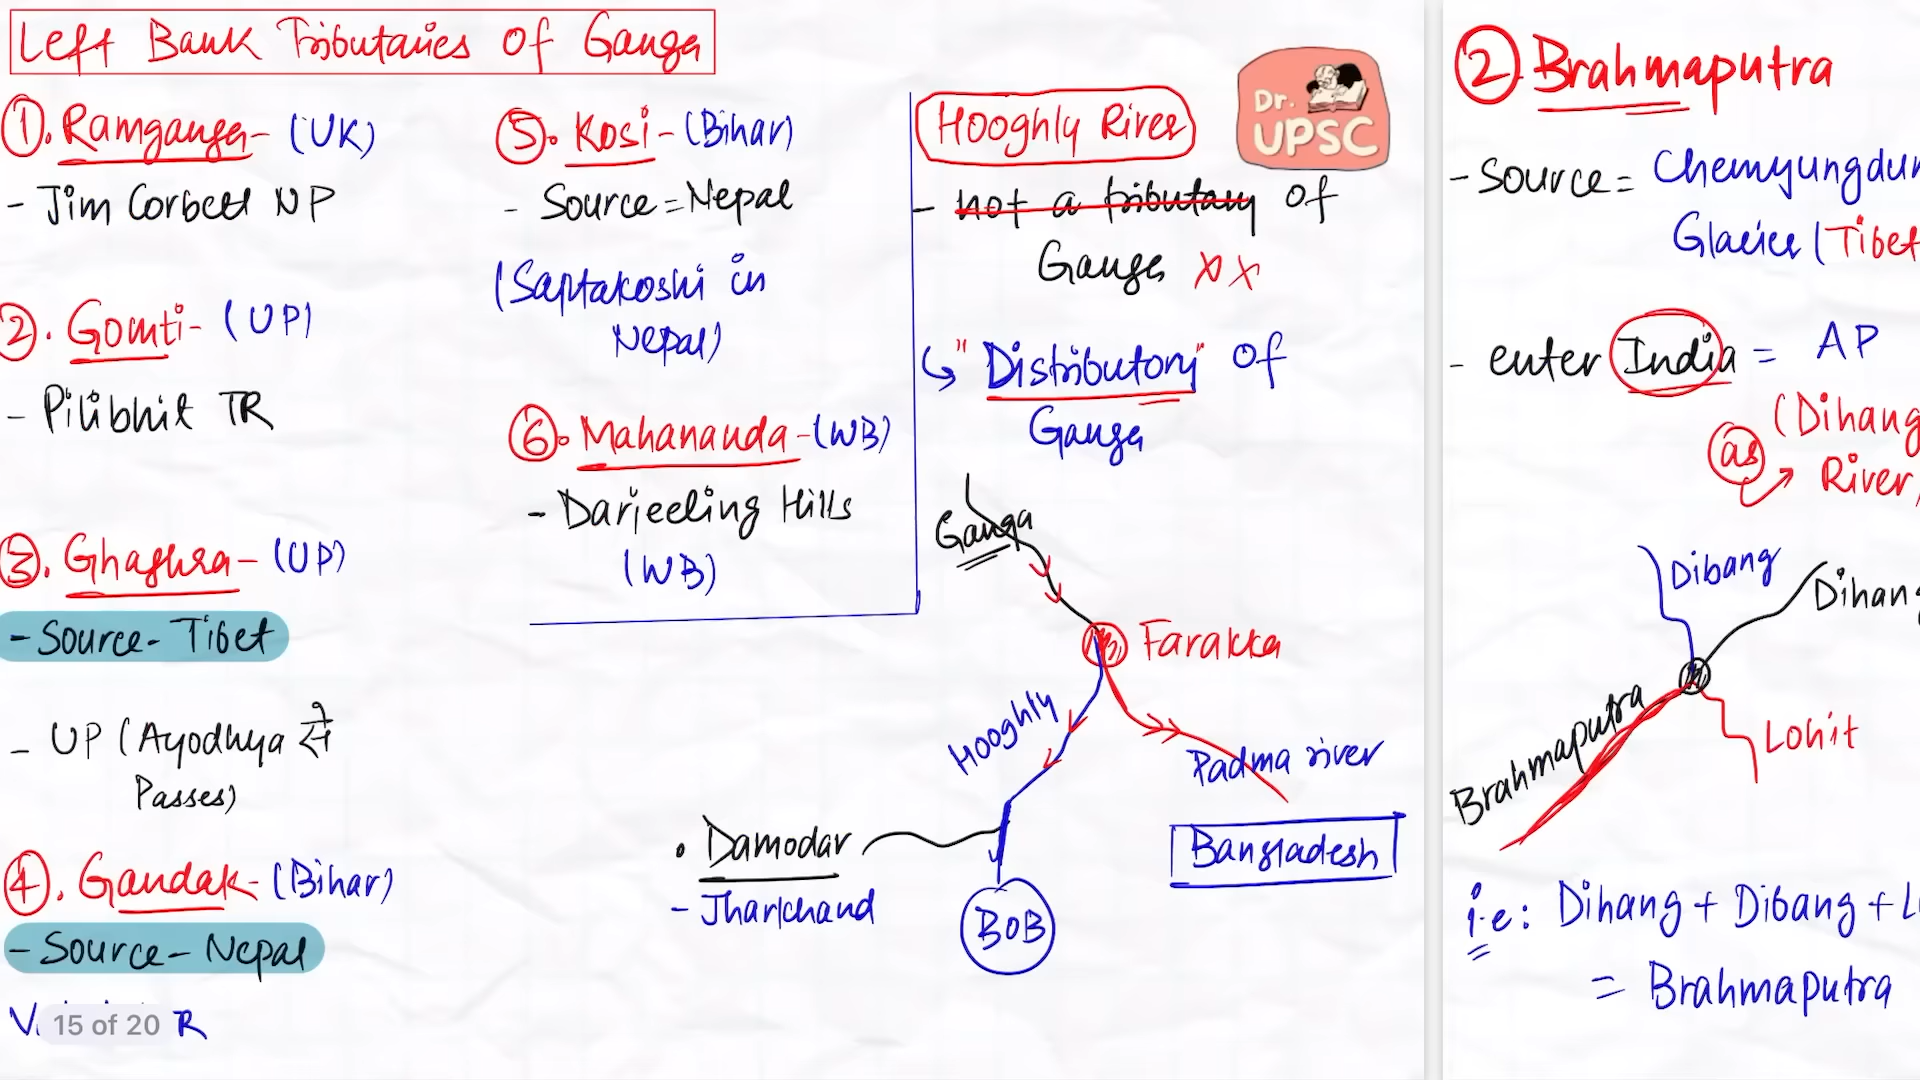 Left Bank Tributaries Of Ganga
①. Ramganga- (UK)
- Jim Corbett NP
2. Gomti- (UP)
- Pilibhit TR
3. Ghaghra- (UP)
- Source- Tibet
- UP (Ayodhya से
Passes)
④. Gandak- (Bihar)
- Source- Nepal
15 of 20
⑤. Kosi- (Bihar)
- Source = Nepal
(Saptakoshi in
Nepal)
⑥. Mahananda- (WB)
- Darjeeling Hills
(WB)
Hooghly River
- not a tributary of
Ganga xx
↳ "Distributory" Of
Ganga
Dr.
UPSC
Ganga
Farakka
Hooghly
Padma river
Bangladesh
• Damodar
- Jharkhand
BOB
② Brahmaputra
- Source = Chemyungdun
Glacier (Tibet
- enter India = AP
(Dihang
as → River)
Dibang
Dihang
Brahmaputra
Lohit
i.e: Dihang + Dibang + L
= Brahmaputra